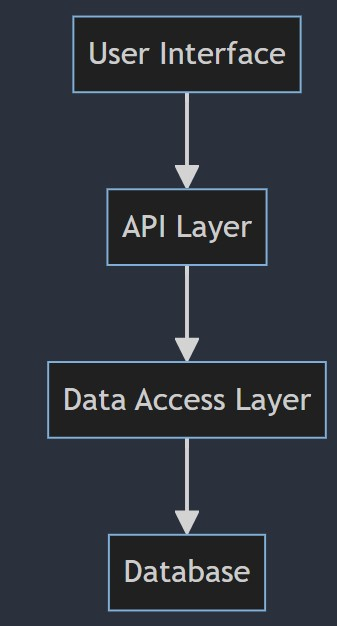 User Interface
API Layer
Data Access Layer
Database